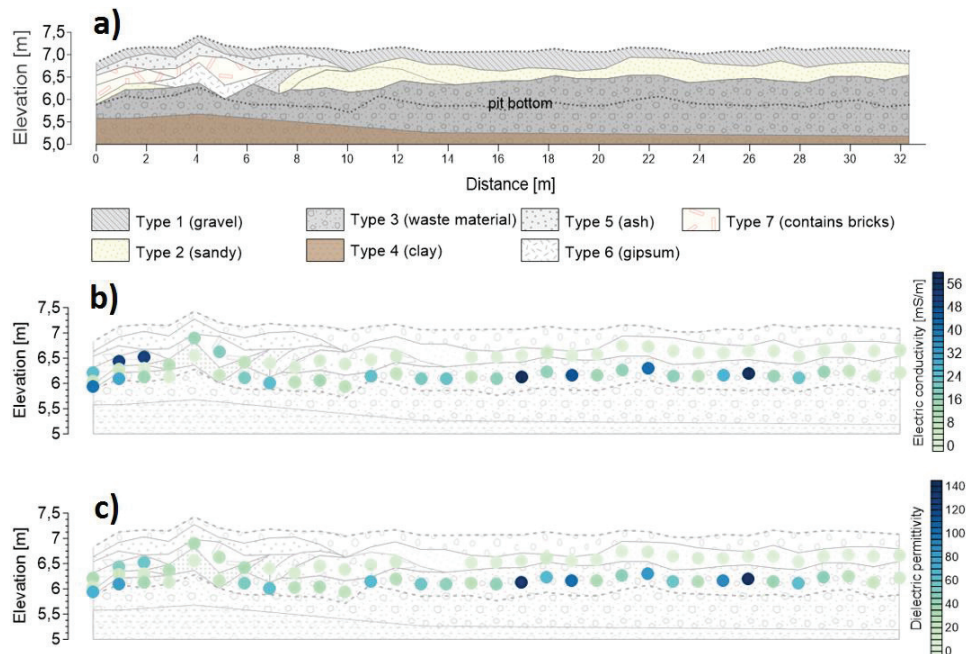 a)
Elevation [m]
7,5
7,0
6,5
6,0
5,5
5,0
pit bottom
0 2 4 6 8 10 12 14 16 18 20 22 24 26 28 30 32
Distance [m]
Type 1 (gravel) Type 3 (waste material) Type 5 (ash) Type 7 (contains bricks)
Type 2 (sandy) Type 4 (clay) Type 6 (gipsum)
b)
Elevation [m]
7,5
7
6,5
6
5,5
5
Electric conductivity [mS/m]
56
48
40
32
24
16
8
0
c)
Elevation [m]
7,5
7
6,5
6
5,5
5
Dielectric permitivity
140
120
100
80
60
40
20
0